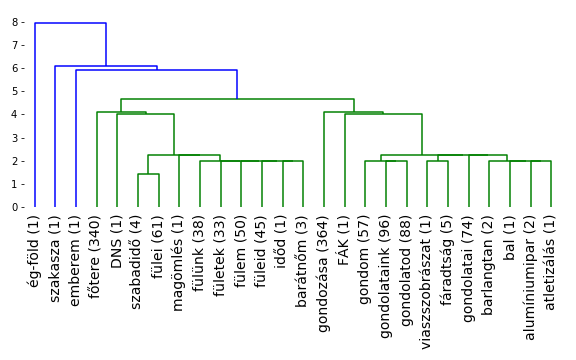 8
7
6
5
4
3
2
1
0
ég-föld (1)
szakasza (1)
emberem (1)
főtere (340)
DNS (1)
szabadidő (4)
fülei (61)
magömlés (1)
fülünk (38)
fületek (33)
fülem (50)
füleid (45)
időd (1)
barátnőm (3)
gondozása (364)
FÁK (1)
gondom (57)
gondolataink (96)
gondolatod (88)
viaszszobrászat (1)
fáradtság (5)
gondolatai (74)
barlangtan (2)
bal (1)
alumíniumipar (2)
atletizálás (1)